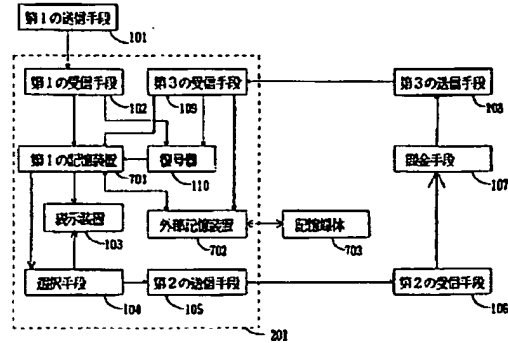 第1の送信手段
101
第1の受信手段
102
第3の受信手段
109
第3の送信手段
108
第1の記憶装置
701
復号器
110
課金手段
107
表示装置
103
外部記憶装置
702
記憶媒体
703
選択手段
104
第2の送信手段
105
第2の受信手段
106
201